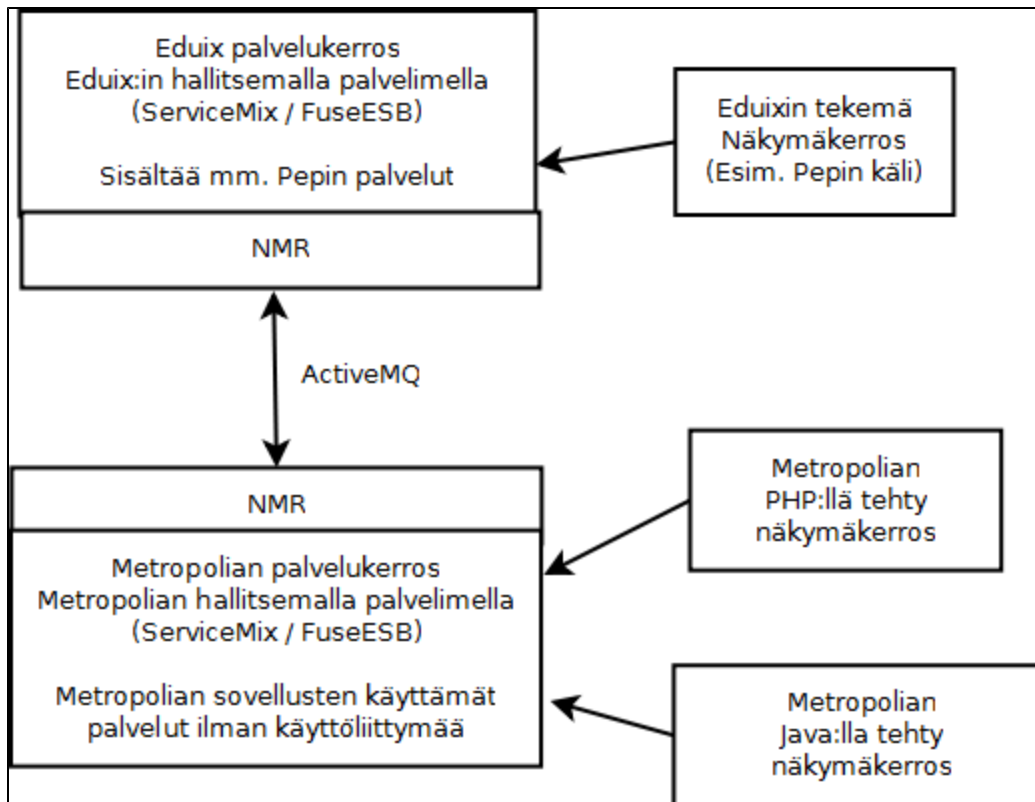 Eduix palvelukerros
Eduix:in hallitsemalla palvelimella
(ServiceMix / FuseESB)
Sisältää mm. Pepin palvelut
NMR
Eduixin tekemä
Näkymäkerros
(Esim. Pepin käli)
ActiveMQ
NMR
Metropolian palvelukerros
Metropolian hallitsemalla palvelimella
(ServiceMix / FuseESB)
Metropolian sovellusten käyttämät
palvelut ilman käyttöliittymää
Metropolian
PHP:llä tehty
näkymäkerros
Metropolian
Java:lla tehty
näkymäkerros